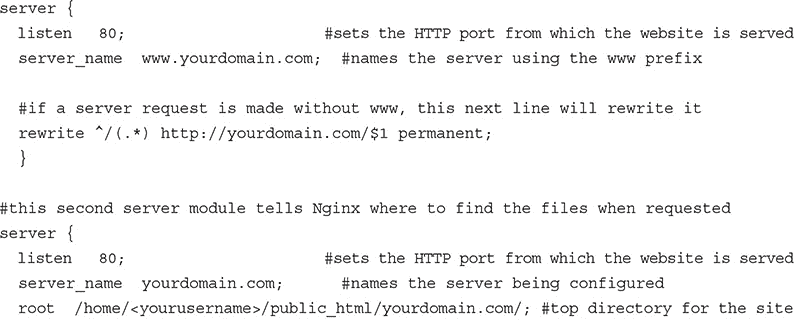 server {
listen 80; #sets the HTTP port from which the website is served
server_name www.yourdomain.com; #names the server using the www prefix
#if a server request is made without www, this next line will rewrite it
rewrite ^/(.*) http://yourdomain.com/$1 permanent;
}
#this second server module tells Nginx where to find the files when requested
server {
listen 80; #sets the HTTP port from which the website is served
server_name yourdomain.com; #names the server being configured
root /home/<yourusername>/public_html/yourdomain.com/; #top directory for the site